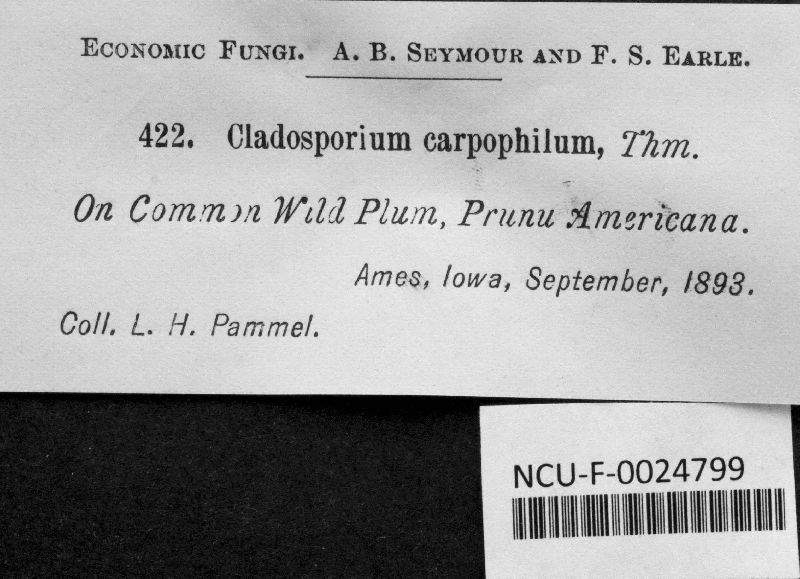 ECONOMIC FUNGI. A. B. SEYMOUR AND F. S. EARLE.
422. Cladosporium carpophilum, Thm.
On Common Wild Plum, Prunu Americana.
Ames, Iowa, September, 1893.
Coll. L. H. Pammel.
NCU-F-0024799